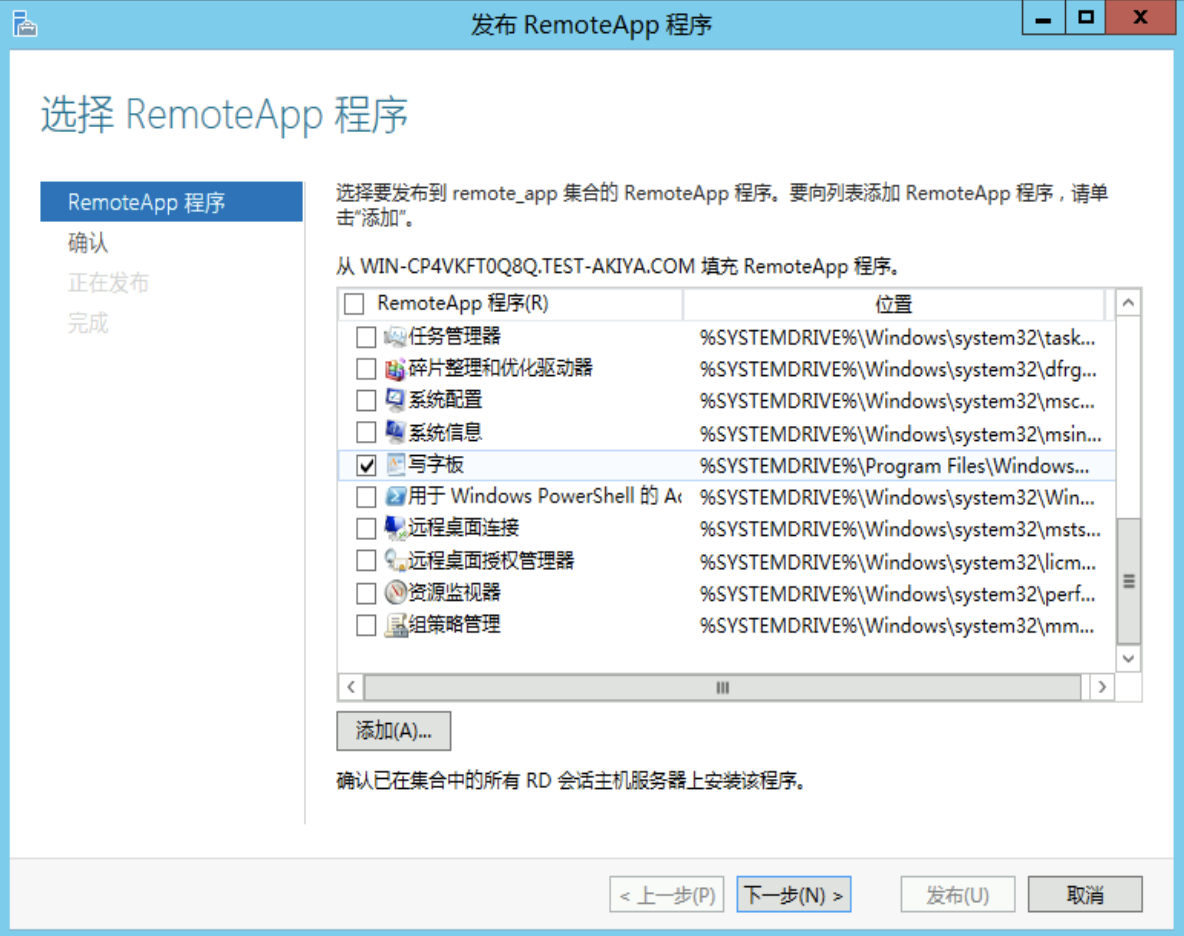 发布 RemoteApp 程序
选择 RemoteApp 程序
RemoteApp 程序
确认
正在发布
完成
选择要发布到 remote_app 集合的 RemoteApp 程序。要向列表添加 RemoteApp 程序，请单
击“添加”。
从 WIN-CP4VKFT0Q8Q.TEST-AKIYA.COM 填充 RemoteApp 程序。
RemoteApp 程序(R) 位置
任务管理器 %SYSTEMDRIVE%\Windows\system32\task...
碎片整理和优化驱动器 %SYSTEMDRIVE%\Windows\system32\dfrg...
系统配置 %SYSTEMDRIVE%\Windows\system32\msc...
系统信息 %SYSTEMDRIVE%\Windows\system32\msin...
写字板 %SYSTEMDRIVE%\Program Files\Windows...
用于 Windows PowerShell 的 Ac %SYSTEMDRIVE%\Windows\system32\Win...
远程桌面连接 %SYSTEMDRIVE%\Windows\system32\msts...
远程桌面授权管理器 %SYSTEMDRIVE%\Windows\system32\licm...
资源监视器 %SYSTEMDRIVE%\Windows\system32\perf...
组策略管理 %SYSTEMDRIVE%\Windows\system32\mm...
添加(A)...
确认已在集合中的所有 RD 会话主机服务器上安装该程序。
< 上一步(P) 下一步(N) > 发布(U) 取消